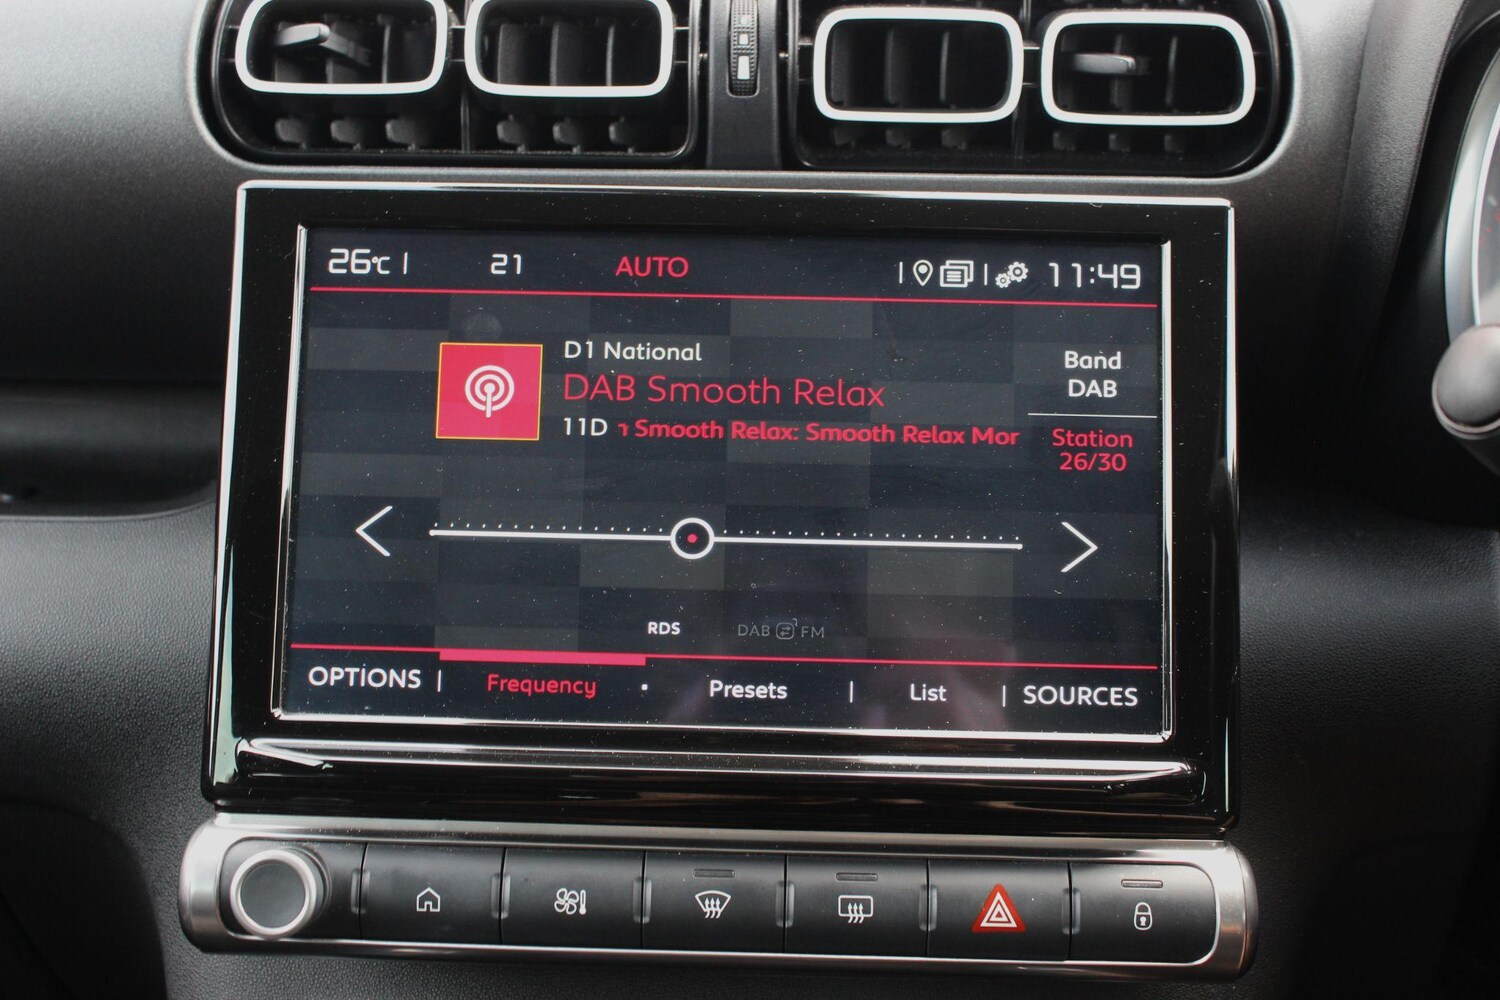 26°C | 21 AUTO | | 11:49
D1 National
DAB Smooth Relax
11D Smooth Relax: Smooth Relax Mor
Band
DAB
Station
26/30
RDS DAB FM
OPTIONS | Frequency Presets | List | SOURCES